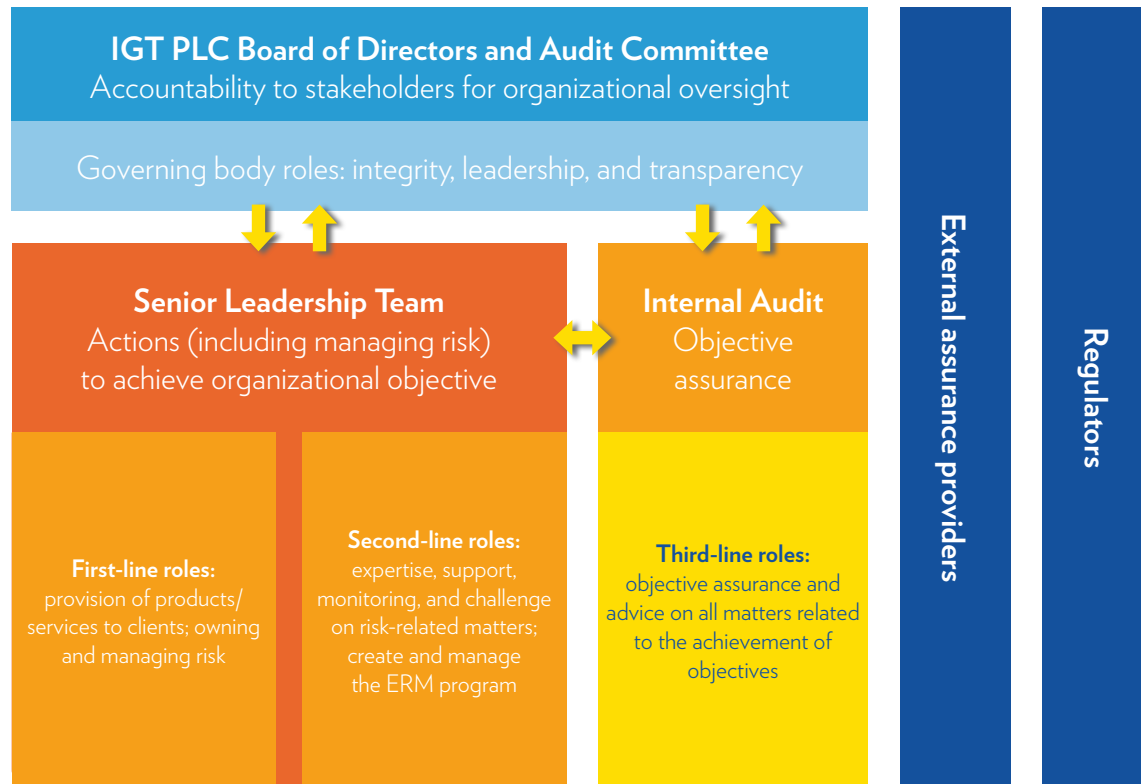 IGT PLC Board of Directors and Audit Committee
Accountability to stakeholders for organizational oversight
Governing body roles: integrity, leadership, and transparency
Senior Leadership Team
Actions (including managing risk)
to achieve organizational objective
Internal Audit
Objective
assurance
First-line roles:
provision of products/
services to clients; owning
and managing risk
Second-line roles:
expertise, support,
monitoring, and challenge
on risk-related matters;
create and manage
the ERM program
Third-line roles:
objective assurance and
advice on all matters related
to the achievement of
objectives
External assurance providers
Regulators